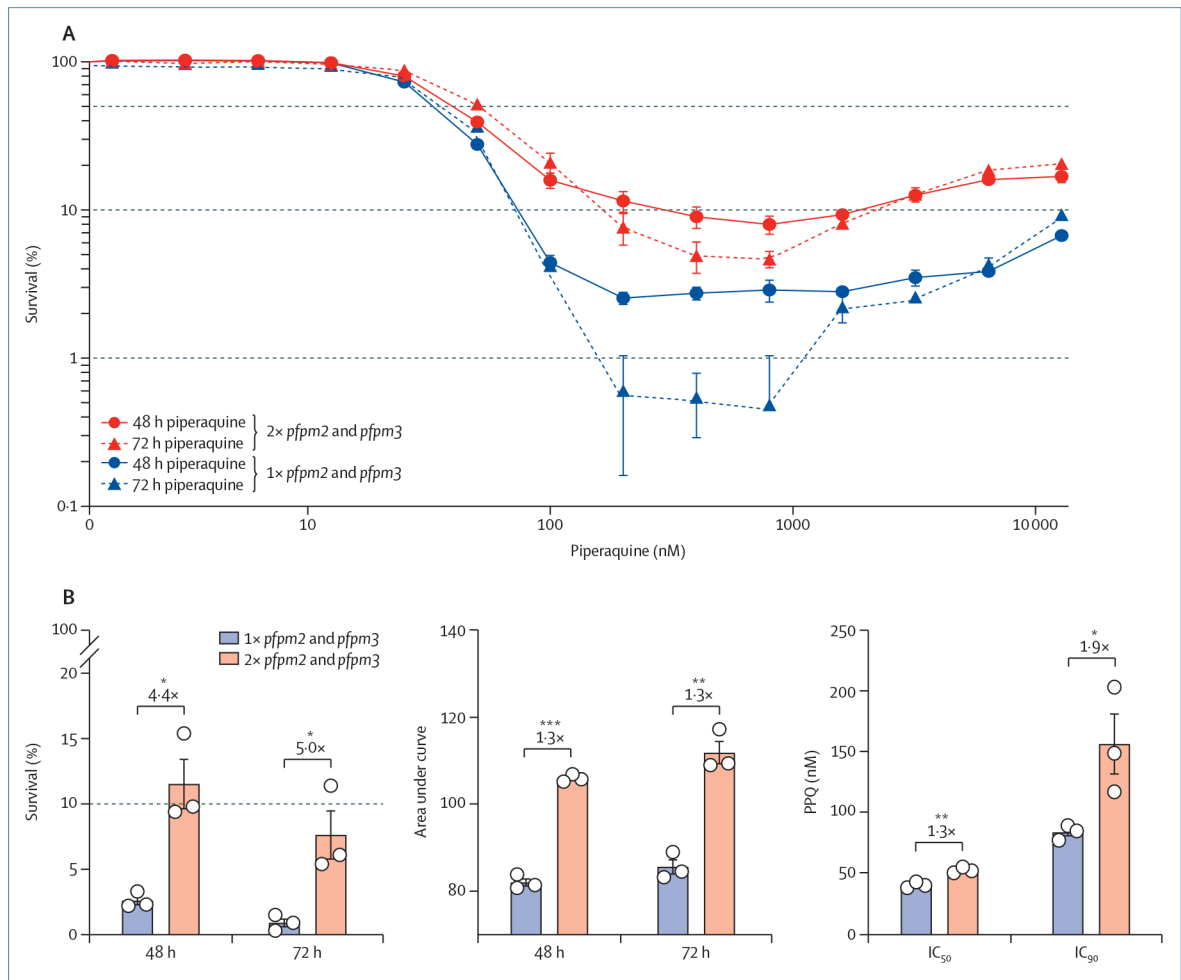 A
100
10
1
0·1
Survival (%)
48 h piperaquine
72 h piperaquine
2× pfpm2 and pfpm3
48 h piperaquine
72 h piperaquine
1× pfpm2 and pfpm3
0
10
100
1000
10 000
Piperaquine (nM)
B
100
20
15
10
5
0
Survival (%)
1× pfpm2 and pfpm3
2× pfpm2 and pfpm3
*
4·4×
*
5·0×
48 h
72 h
140
120
100
80
Area under curve
***
1·3×
**
1·3×
48 h
72 h
250
200
150
100
50
0
PPQ (nM)
**
1·3×
*
1·9×
IC50
IC90